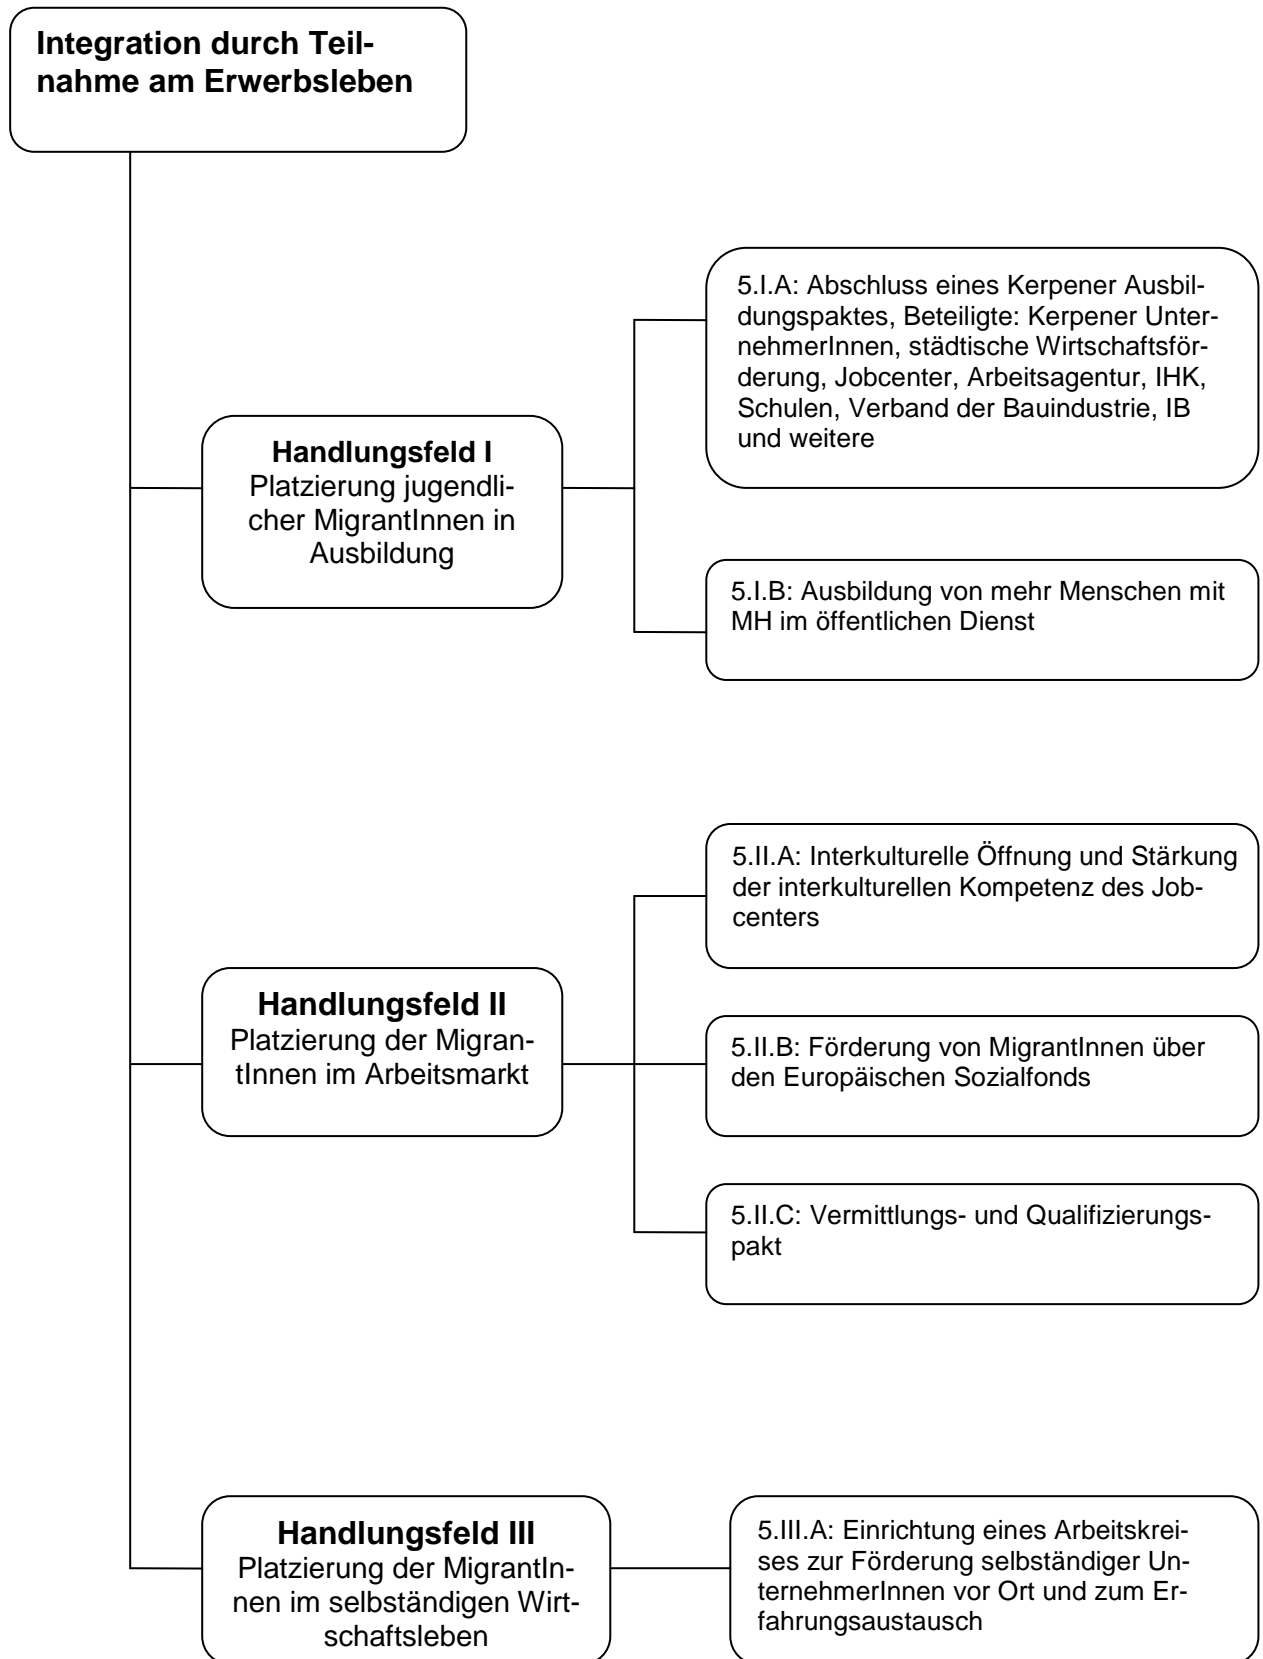 Integration durch Teil-
nahme am Erwerbsleben
5.I.A: Abschluss eines Kerpener Ausbil-
dungspaktes, Beteiligte: Kerpener Unter-
nehmerInnen, städtische Wirtschaftsför-
derung, Jobcenter, Arbeitsagentur, IHK,
Schulen, Verband der Bauindustrie, IB
und weitere
Handlungsfeld I
Platzierung jugendli-
cher MigrantInnen in
Ausbildung
5.I.B: Ausbildung von mehr Menschen mit
MH im öffentlichen Dienst
5.II.A: Interkulturelle Öffnung und Stärkung
der interkulturellen Kompetenz des Job-
centers
Handlungsfeld II
Platzierung der Migran-
tInnen im Arbeitsmarkt
5.II.B: Förderung von MigrantInnen über
den Europäischen Sozialfonds
5.II.C: Vermittlungs- und Qualifizierungs-
pakt
Handlungsfeld III
Platzierung der MigrantIn-
nen im selbständigen Wirt-
schaftsleben
5.III.A: Einrichtung eines Arbeitskrei-
ses zur Förderung selbständiger Un-
ternehmerInnen vor Ort und zum Er-
fahrungsaustausch